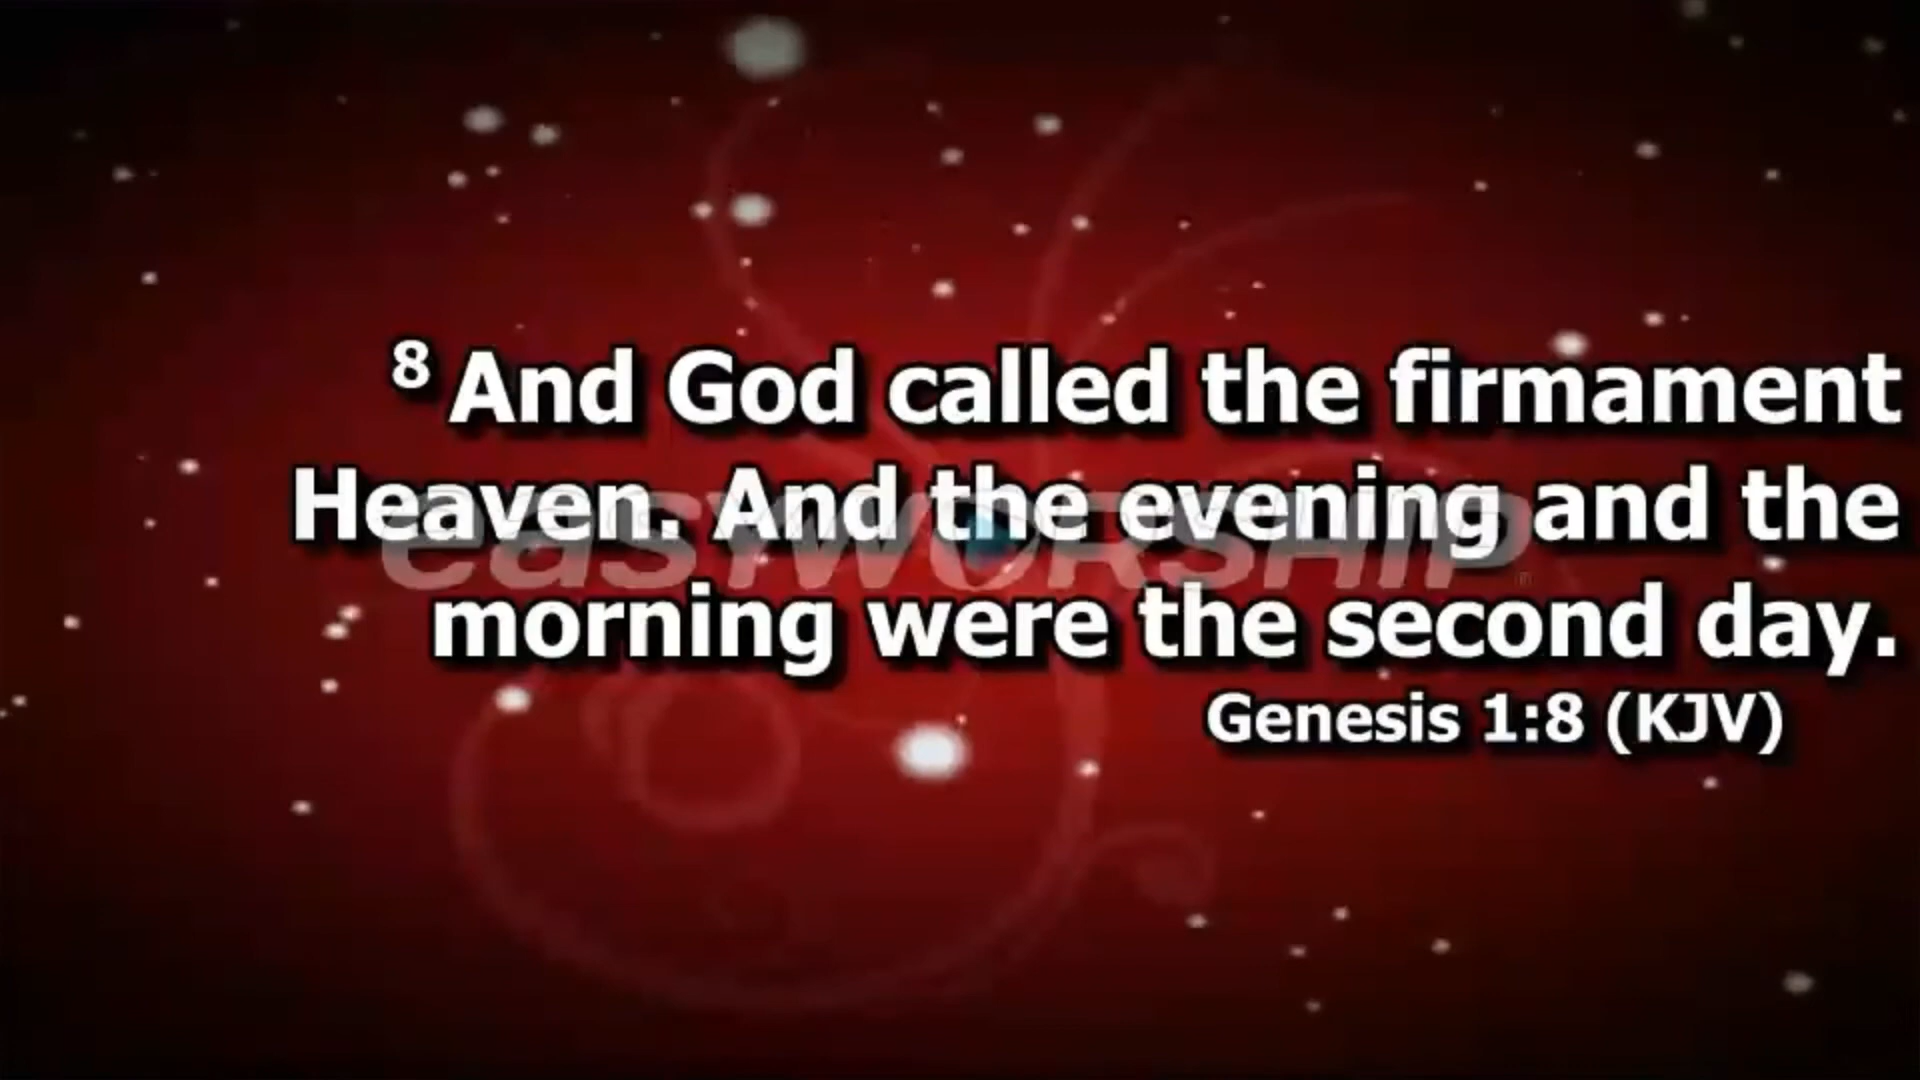 8 And God called the firmament
Heaven. And the evening and the
easyworship
morning were the second day.
Genesis 1:8 (KJV)